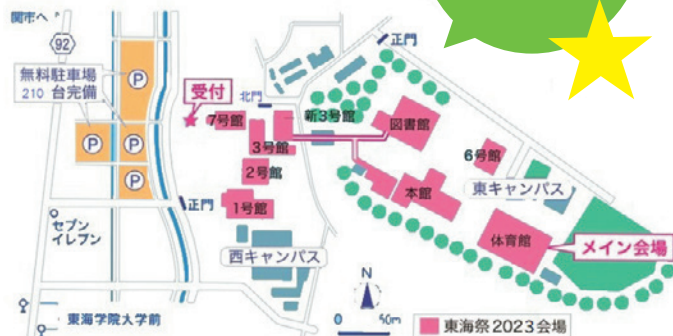 関市へ
92
無料駐車場
210 台完備
P
P
P
P
受付
北門
正門
7号館
新3号館
3号館
2号館
1号館
正門
図書館
6号館
本館
東キャンパス
体育館
メイン会場
西キャンパス
セブン
イレブン
東海学院大学前
N
0 50m
東海祭2023会場